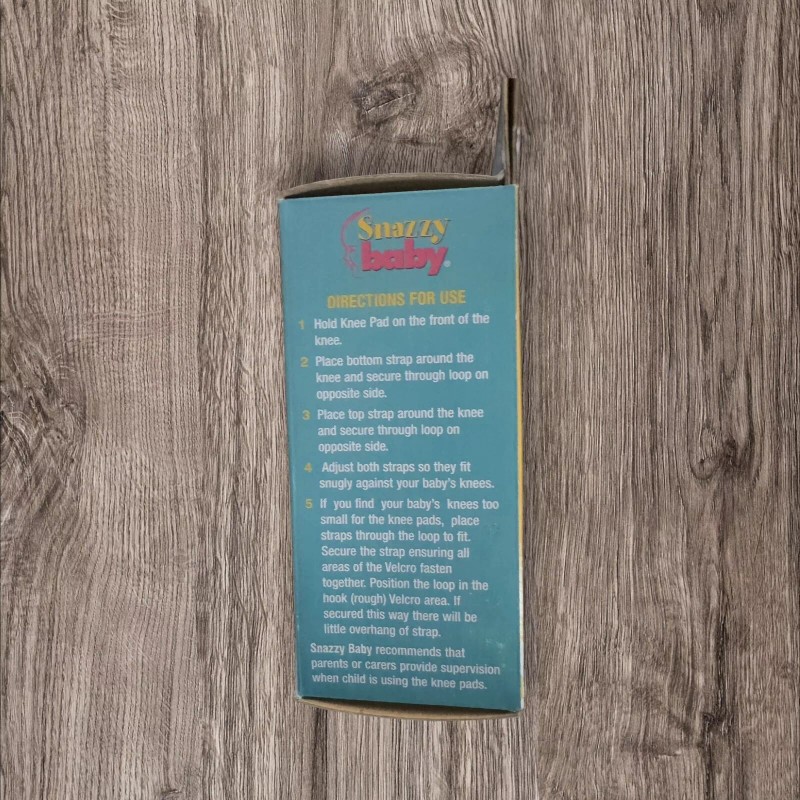 Snazzy
baby®
DIRECTIONS FOR USE
1 Hold Knee Pad on the front of the
knee.
2 Place bottom strap around the
knee and secure through loop on
opposite side.
3 Place top strap around the knee
and secure through loop on
opposite side.
4 Adjust both straps so they fit
snugly against your baby's knees.
5 If you find your baby's knees too
small for the knee pads, place
straps through the loop to fit.
Secure the strap ensuring all
areas of the Velcro fasten
together. Position the loop in the
hook (rough) Velcro area. If
secured this way there will be
little overhang of strap.
Snazzy Baby recommends that
parents or carers provide supervision
when child is using the knee pads.